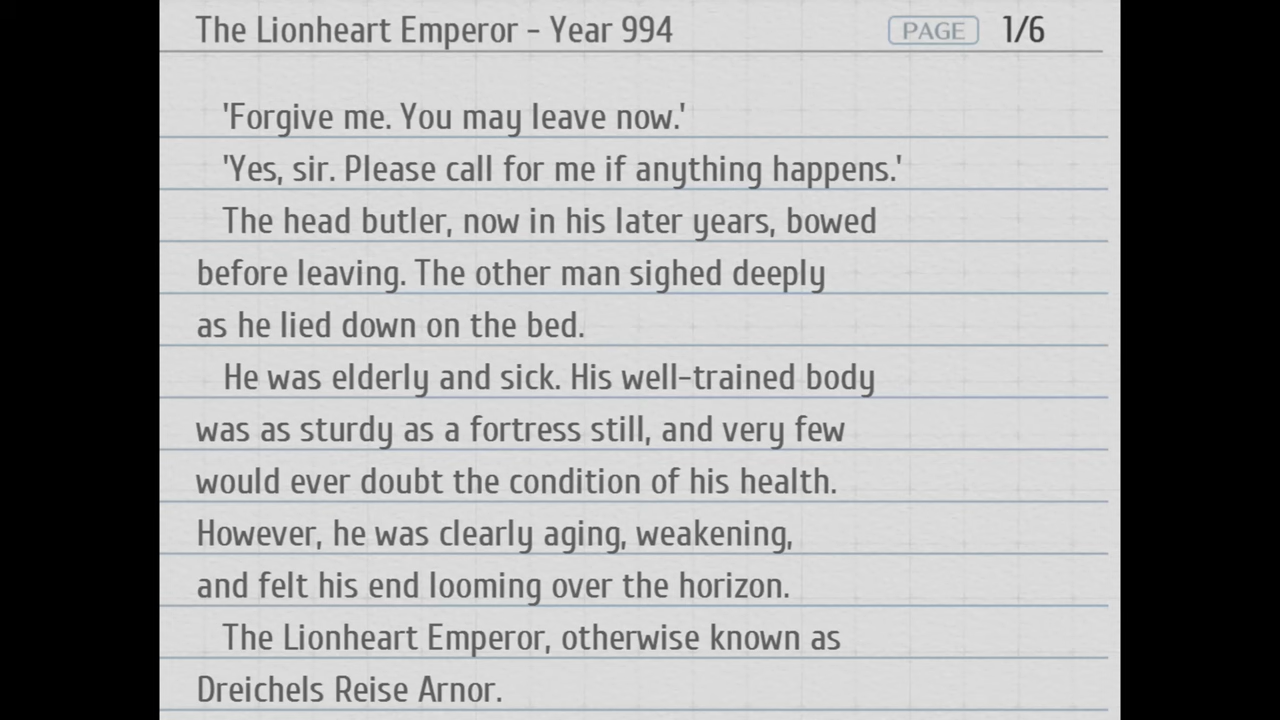 The Lionheart Emperor - Year 994
PAGE 1/6
'Forgive me. You may leave now.'
'Yes, sir. Please call for me if anything happens.'
The head butler, now in his later years, bowed
before leaving. The other man sighed deeply
as he lied down on the bed.
He was elderly and sick. His well-trained body
was as sturdy as a fortress still, and very few
would ever doubt the condition of his health.
However, he was clearly aging, weakening,
and felt his end looming over the horizon.
The Lionheart Emperor, otherwise known as
Dreichels Reise Arnor.